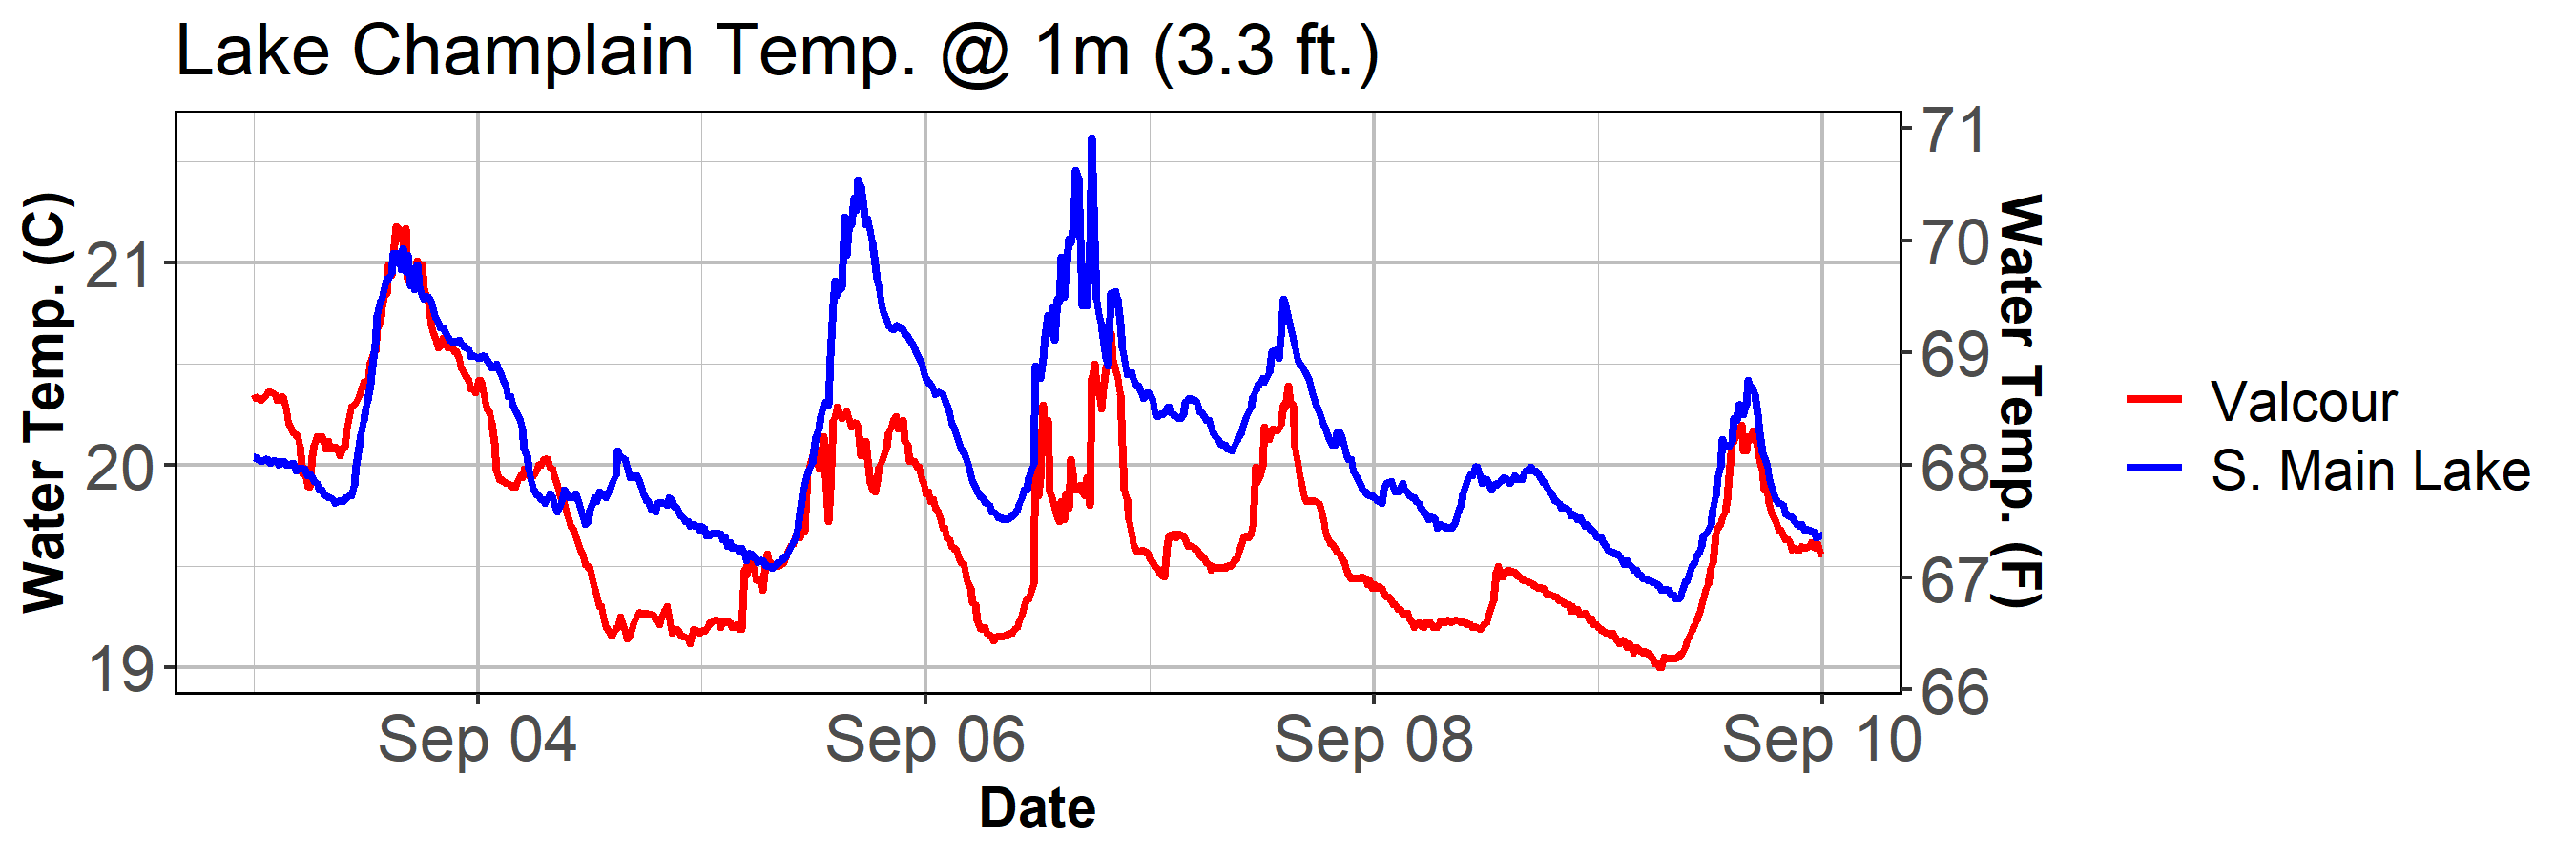 Lake Champlain Temp. @ 1m (3.3 ft.)
Water Temp. (C)
21
20
19
71
70
69
68
67
66
Water Temp. (F)
Sep 04
Sep 06
Sep 08
Sep 10
Date
Valcour
S. Main Lake